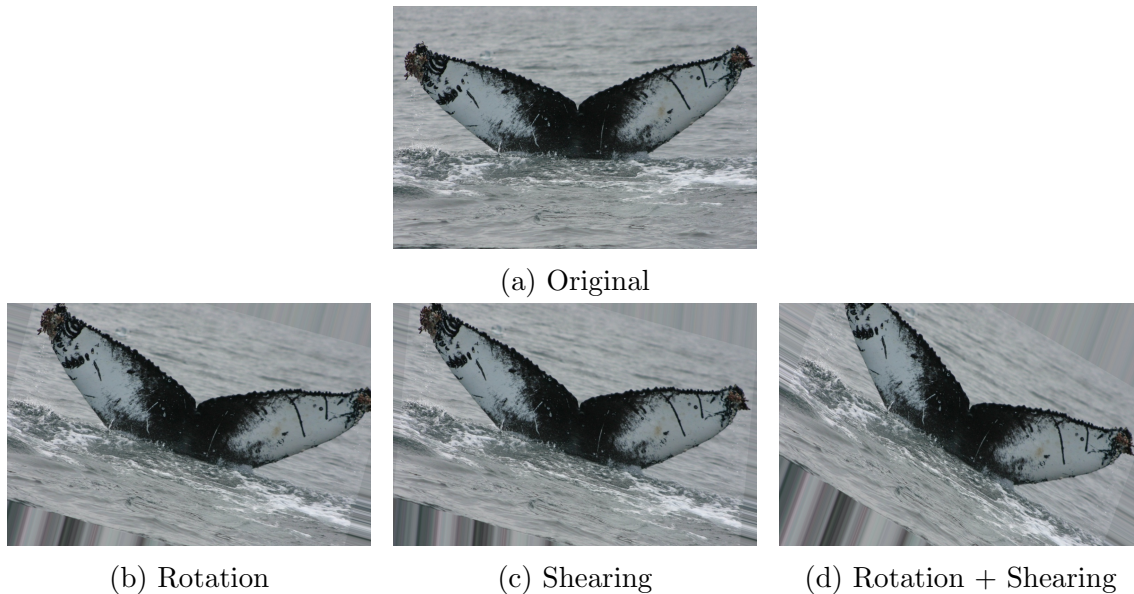 (a) Original
(b) Rotation
(c) Shearing
(d) Rotation + Shearing